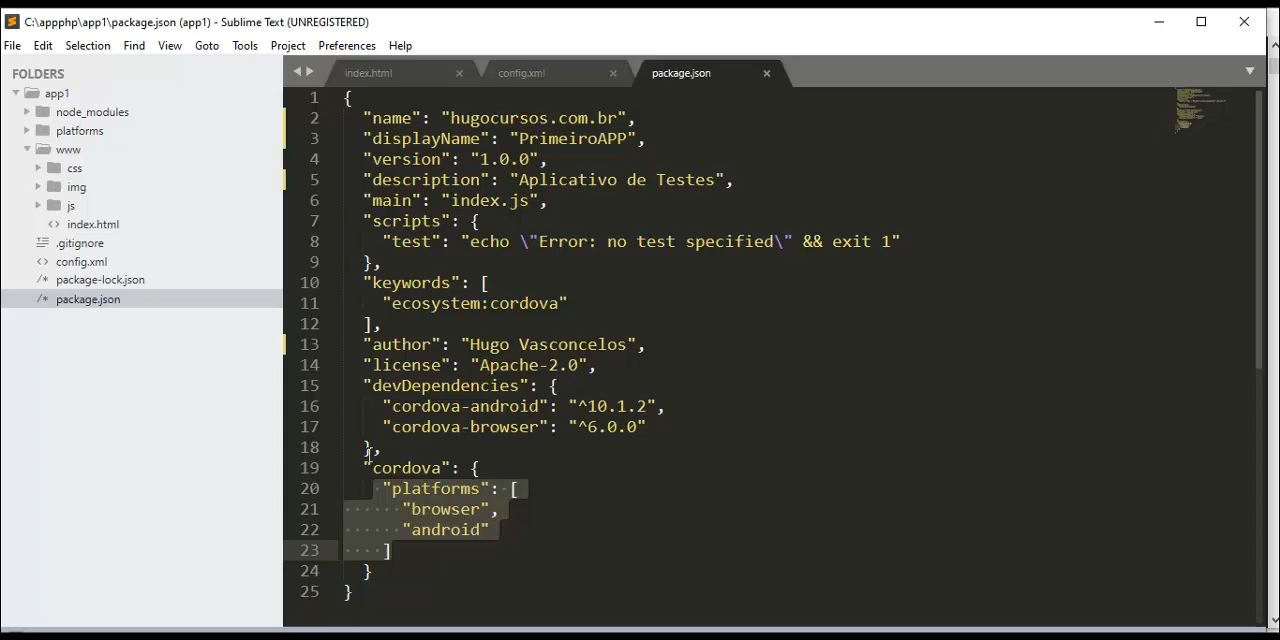 C:\appphp\app1\package.json (app1) - Sublime Text (UNREGISTERED)
File Edit Selection Find View Goto Tools Project Preferences Help
FOLDERS
app1
node_modules
platforms
www
css
img
js
index.html
.gitignore
config.xml
package-lock.json
package.json
index.html config.xml package.json
1 {
2 "name": "hugocursos.com.br",
3 "displayName": "PrimeiroAPP",
4 "version": "1.0.0",
5 "description": "Aplicativo de Testes",
6 "main": "index.js",
7 "scripts": {
8 "test": "echo \"Error: no test specified\" && exit 1"
9 },
10 "keywords": [
11 "ecosystem:cordova"
12 ],
13 "author": "Hugo Vasconcelos",
14 "license": "Apache-2.0",
15 "devDependencies": {
16 "cordova-android": "^10.1.2",
17 "cordova-browser": "^6.0.0"
18 },
19 "cordova": {
20 "platforms": [
21 "browser",
22 "android"
23 ]
24 }
25 }